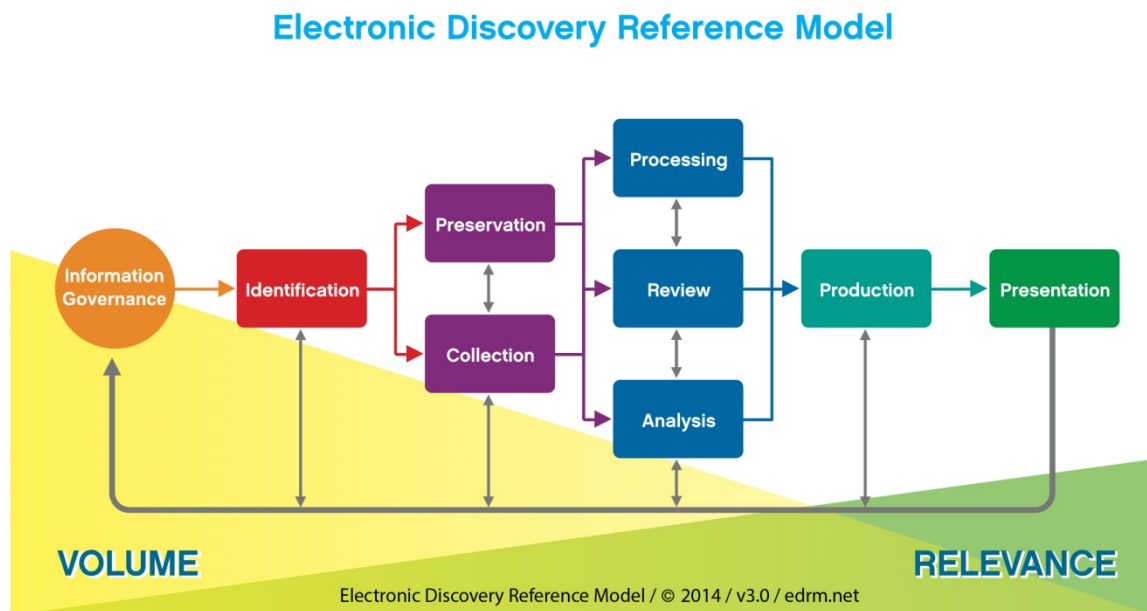 Electronic Discovery Reference Model
Processing
Preservation
Information
Governance
Identification
Review
Production
Presentation
Collection
Analysis
VOLUME
RELEVANCE
Electronic Discovery Reference Model / © 2014 / v3.0 / edrm.net